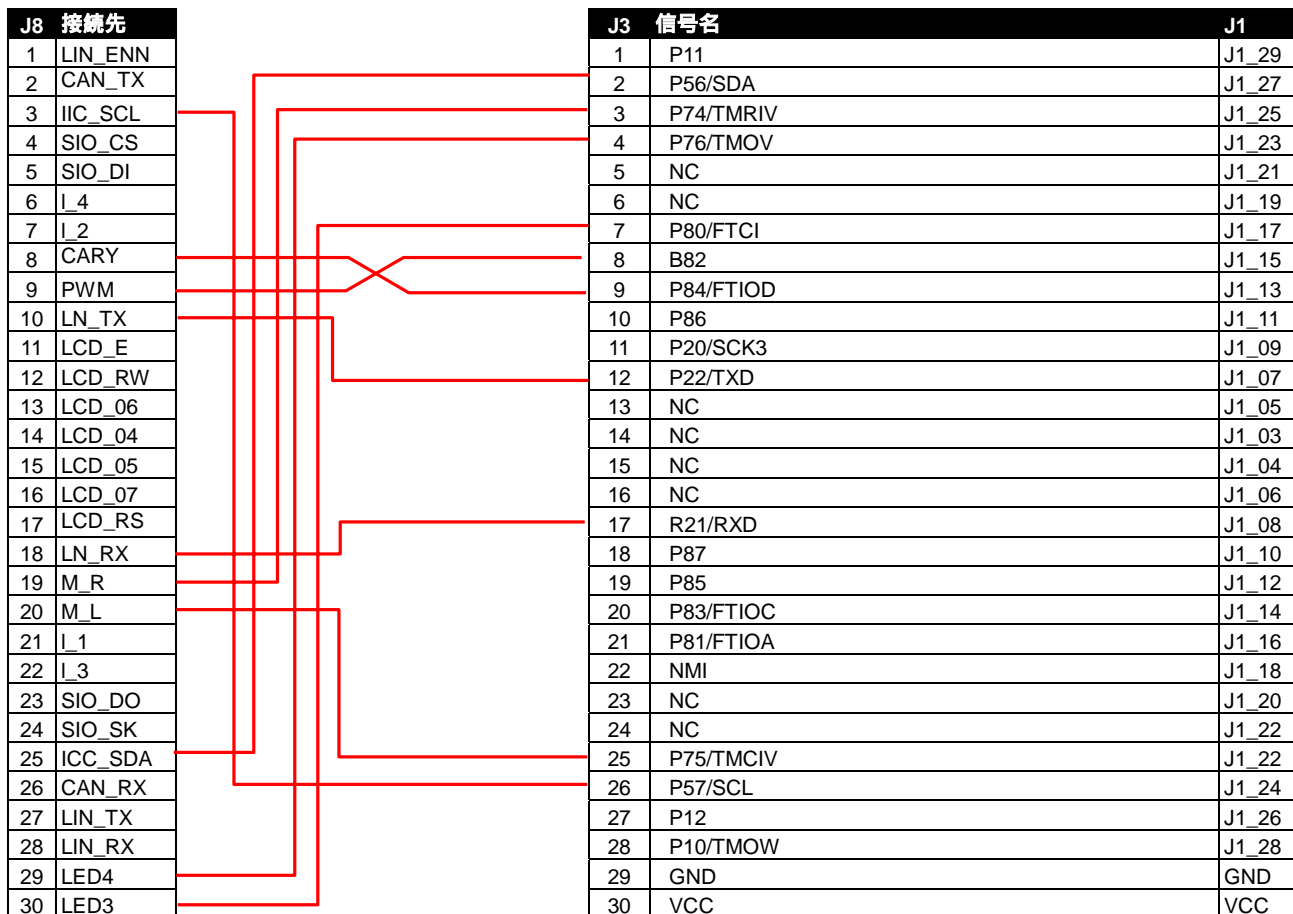 J8 接続先 J3 信号名 J1
1 LIN_ENN 1 P11 J1_29
2 CAN_TX 2 P56/SDA J1_27
3 IIC_SCL 3 P74/TMRIV J1_25
4 SIO_CS 4 P76/TMOV J1_23
5 SIO_DI 5 NC J1_21
6 I_4 6 NC J1_19
7 I_2 7 P80/FTCI J1_17
8 CARY 8 B82 J1_15
9 PWM 9 P84/FTIOD J1_13
10 LN_TX 10 P86 J1_11
11 LCD_E 11 P20/SCK3 J1_09
12 LCD_RW 12 P22/TXD J1_07
13 LCD_06 13 NC J1_05
14 LCD_04 14 NC J1_03
15 LCD_05 15 NC J1_04
16 LCD_07 16 NC J1_06
17 LCD_RS 17 R21/RXD J1_08
18 LN_RX 18 P87 J1_10
19 M_R 19 P85 J1_12
20 M_L 20 P83/FTIOC J1_14
21 I_1 21 P81/FTIOA J1_16
22 I_3 22 NMI J1_18
23 SIO_DO 23 NC J1_20
24 SIO_SK 24 NC J1_22
25 ICC_SDA 25 P75/TMCIV J1_22
26 CAN_RX 26 P57/SCL J1_24
27 LIN_TX 27 P12 J1_26
28 LIN_RX 28 P10/TMOW J1_28
29 LED4 29 GND GND
30 LED3 30 VCC VCC